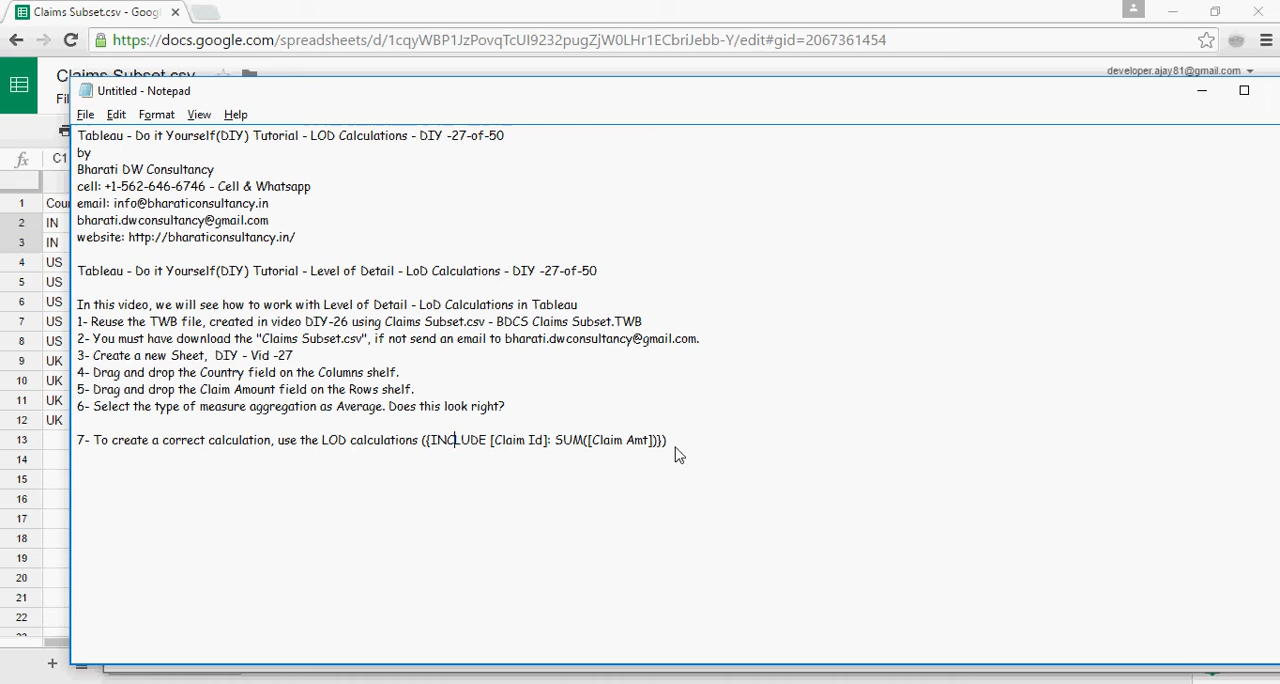 Claims Subset.csv - Goog
https://docs.google.com/spreadsheets/d/1cqyWBP1JzPovqTcUI9232pugZjW0LHr1ECbriJebb-Y/edit#gid=2067361454
Claims Subset.csv
developer.ajay81@gmail.com
Untitled - Notepad
File Edit Format View Help
Tableau - Do it Yourself(DIY) Tutorial - LOD Calculations - DIY -27-of-50
by
Bharati DW Consultancy
cell: +1-562-646-6746 - Cell & Whatsapp
email: info@bharaticonsultancy.in
bharati.dwconsultancy@gmail.com
website: http://bharaticonsultancy.in/
Tableau - Do it Yourself(DIY) Tutorial - Level of Detail - LoD Calculations - DIY -27-of-50
In this video, we will see how to work with Level of Detail - LoD Calculations in Tableau
1- Reuse the TWB file, created in video DIY-26 using Claims Subset.csv - BDCS Claims Subset.TWB
2- You must have download the "Claims Subset.csv", if not send an email to bharati.dwconsultancy@gmail.com.
3- Create a new Sheet,  DIY - Vid -27
4- Drag and drop the Country field on the Columns shelf.
5- Drag and drop the Claim Amount field on the Rows shelf.
6- Select the type of measure aggregation as Average. Does this look right?
7- To create a correct calculation, use the LOD calculations ({INCLUDE [Claim Id]: SUM([Claim Amt])})
fx C1
1 Cou
2 IN
3 IN
4 US
5 US
6 US
7 US
8 US
9 UK
10 UK
11 UK
12 UK
13
14
15
16
17
18
19
20
21
22